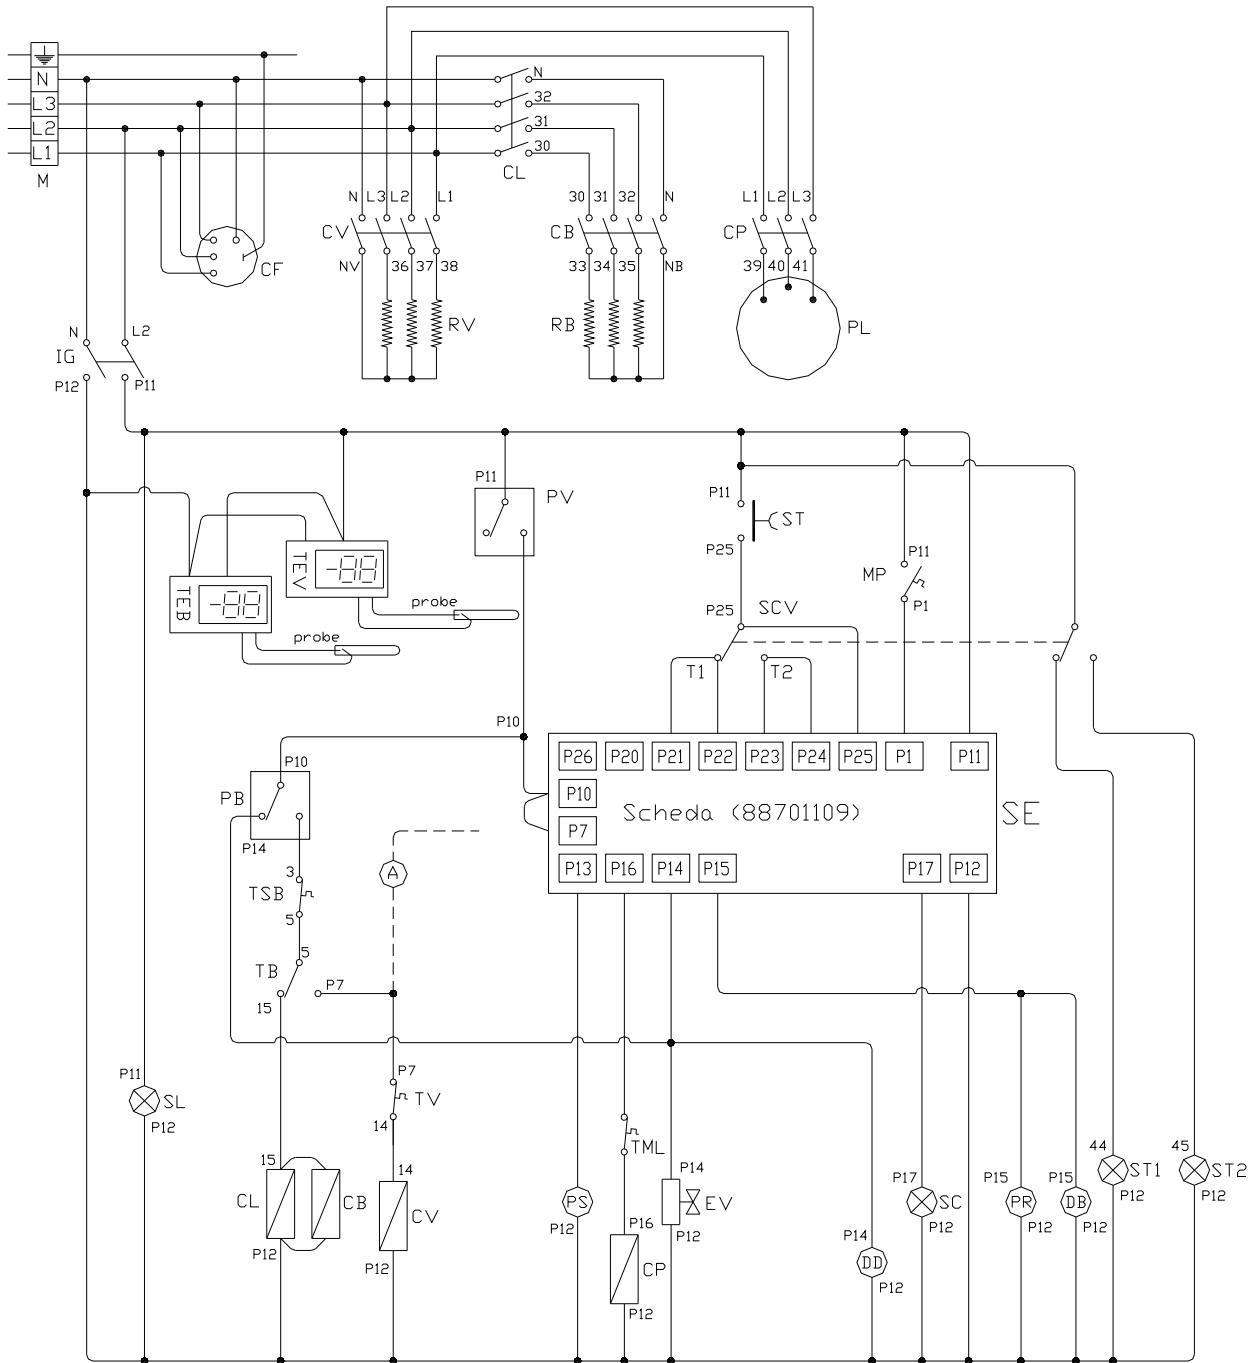 N
L3
L2
L1
M
N
32
31
30
CL
N L3 L2 L1
30 31 32 N
L1 L2 L3
CV
CB
CP
NV 36 37 38
33 34 35 NB
39 40 41
CF
RV
RB
PL
N L2
IG
P12 P11
P11
PV
P11
ST
P25
P11
MP
P1
P25 SCV
TEV
-88
TEB
-88
probe
probe
T1 T2
P10
P26 P20 P21 P22 P23 P24 P25 P1 P11
P10
P7
Scheda (88701109)
SE
P13 P16 P14 P15 P17 P12
P10
PB
P14
A
3
TSB
5
5
TB
15
P7
P11
SL
P12
P7
TV
14
TML
15
CL CB
P12
14
CV
P12
PS
P12
P16
CP
P12
P14
EV
P12
P14
DD
P12
P17
SC
P12
P15
PR
P12
P15
DB
P12
44
ST1
P12
45
ST2
P12